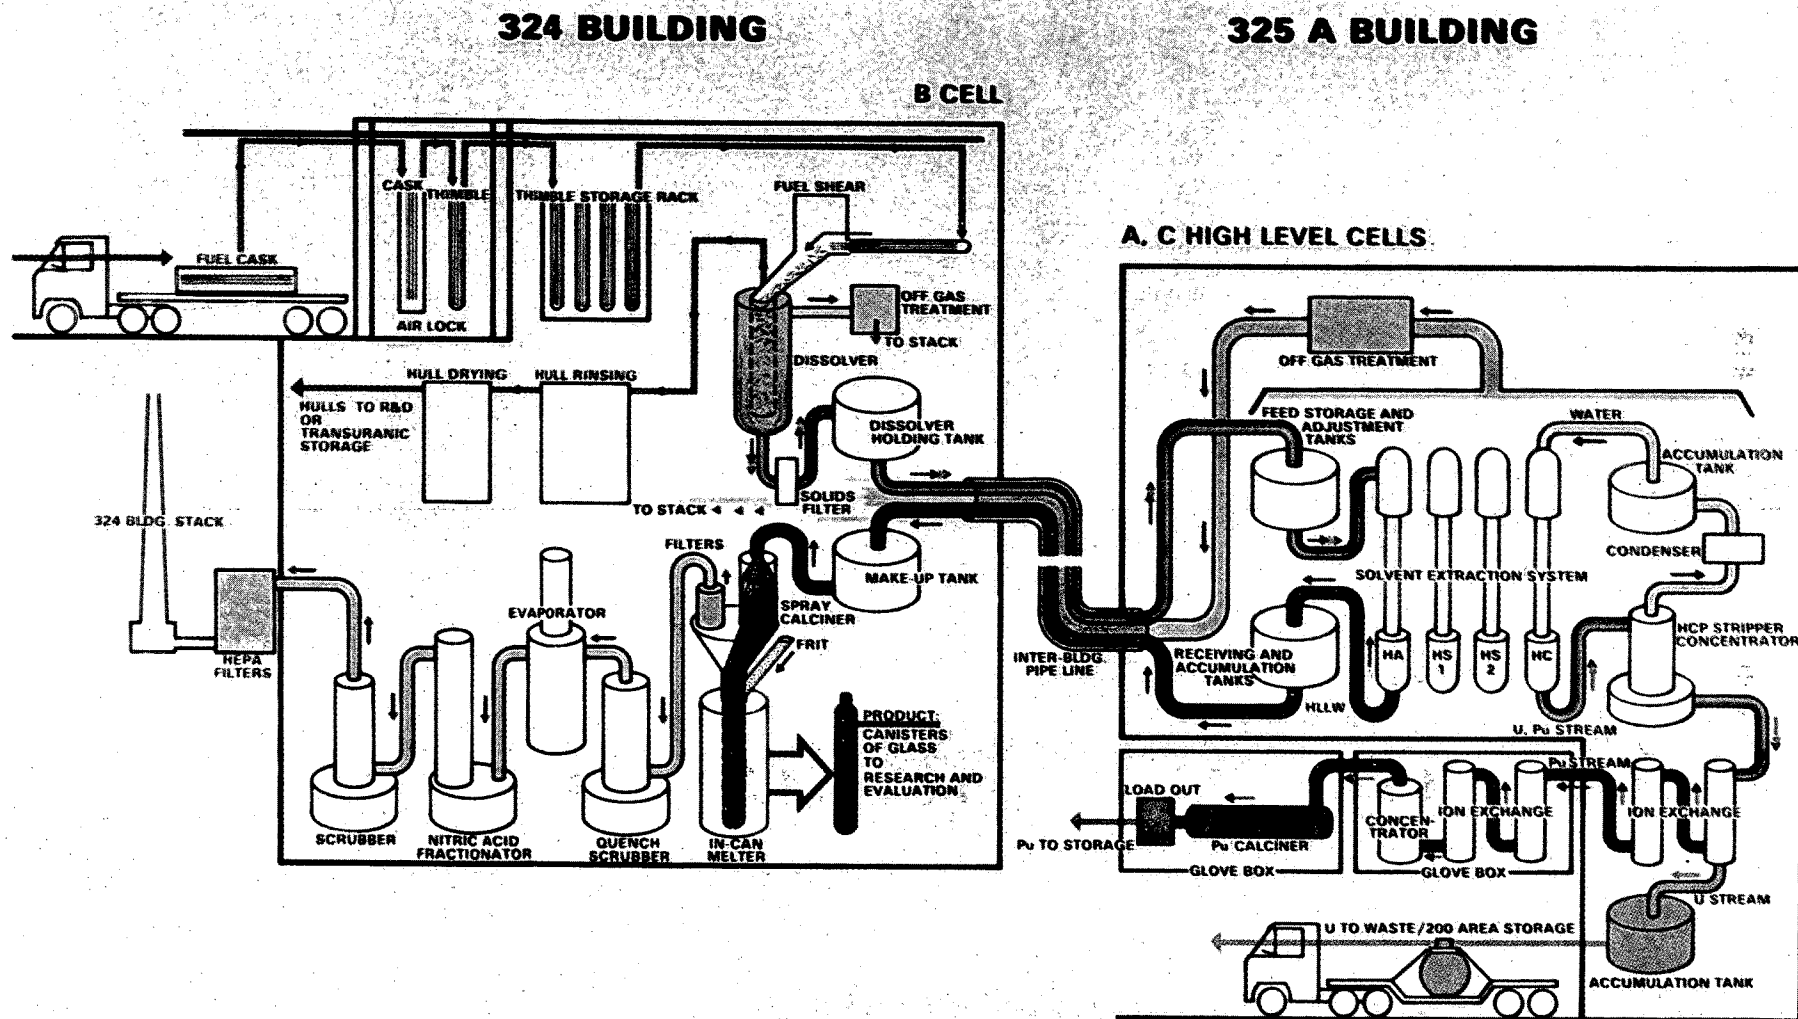 324 BUILDING
325 A BUILDING
B CELL
CASK
THIMBLE
THIMBLE STORAGE RACK
FUEL SHEAR
FUEL CASK
AIR LOCK
OFF GAS
TREATMENT
TO STACK
DISSOLVER
HULL DRYING
HULL RINSING
HULLS TO R&D
OR
TRANSURANIC
STORAGE
DISSOLVER
HOLDING TANK
SOLIDS
FILTER
TO STACK
324 BLDG. STACK
FILTERS
MAKE-UP TANK
EVAPORATOR
SPRAY
CALCINER
FRIT
HEPA
FILTERS
PRODUCT:
CANISTERS
OF GLASS
TO
RESEARCH AND
EVALUATION
SCRUBBER
NITRIC ACID
FRACTIONATOR
QUENCH
SCRUBBER
IN-CAN
MELTER
A, C HIGH LEVEL CELLS
OFF GAS TREATMENT
FEED STORAGE AND
ADJUSTMENT
TANKS
WATER
ACCUMULATION
TANK
CONDENSER
SOLVENT EXTRACTION SYSTEM
HCP STRIPPER
CONCENTRATOR
INTER-BLDG.
PIPE LINE
RECEIVING AND
ACCUMULATION
TANKS
HA
HS
1
HS
2
HC
HLLW
U, Pu STREAM
Pu STREAM
LOAD OUT
ION EXCHANGE
ION EXCHANGE
CONCEN-
TRATOR
Pu TO STORAGE
Pu CALCINER
GLOVE BOX
GLOVE BOX
U STREAM
U TO WASTE/200 AREA STORAGE
ACCUMULATION TANK